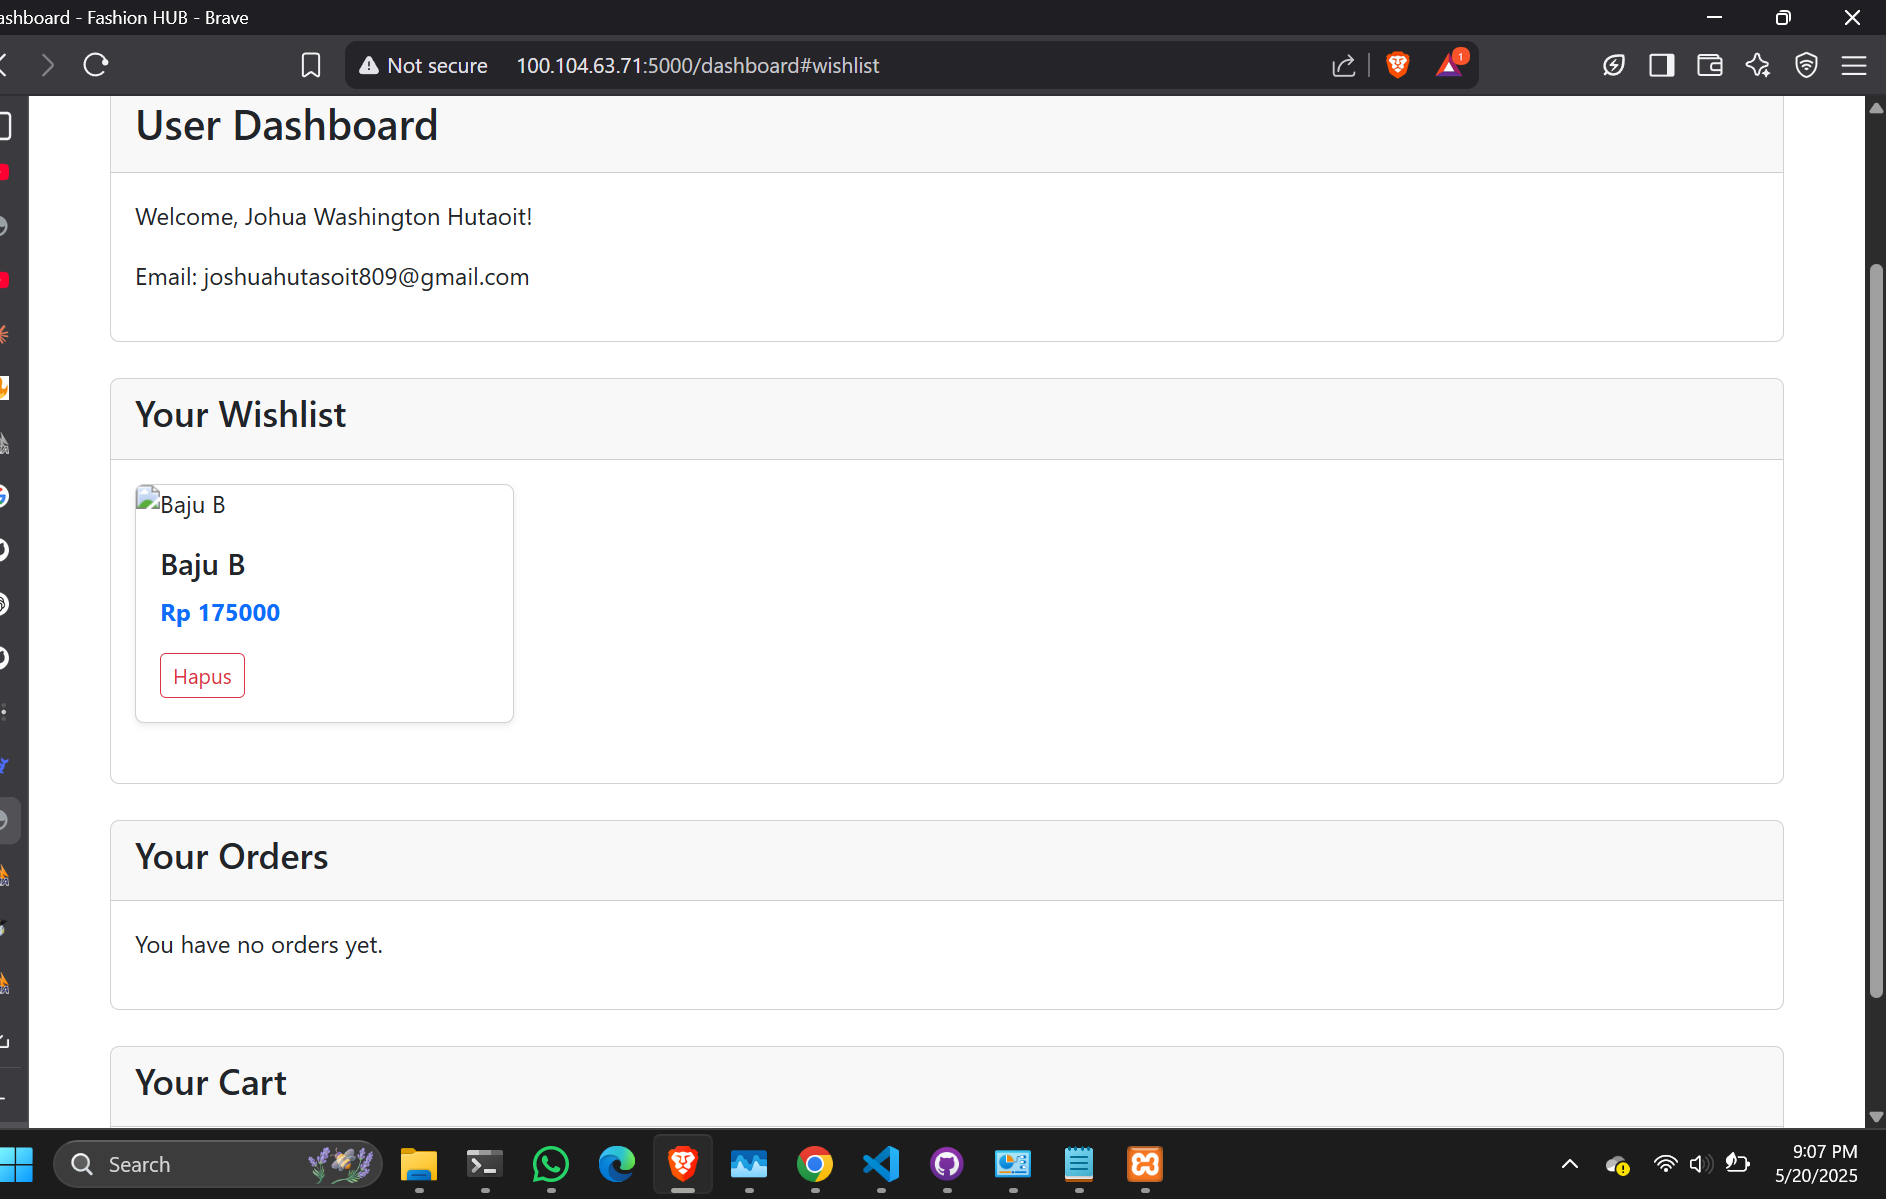 ashboard - Fashion HUB - Brave
Not secure 100.104.63.71:5000/dashboard#wishlist
1
User Dashboard
Welcome, Johua Washington Hutaoit!
Email: joshuahutasoit809@gmail.com
Your Wishlist
Baju B
Baju B
Rp 175000
Hapus
Your Orders
You have no orders yet.
Your Cart
Search
9:07 PM
5/20/2025